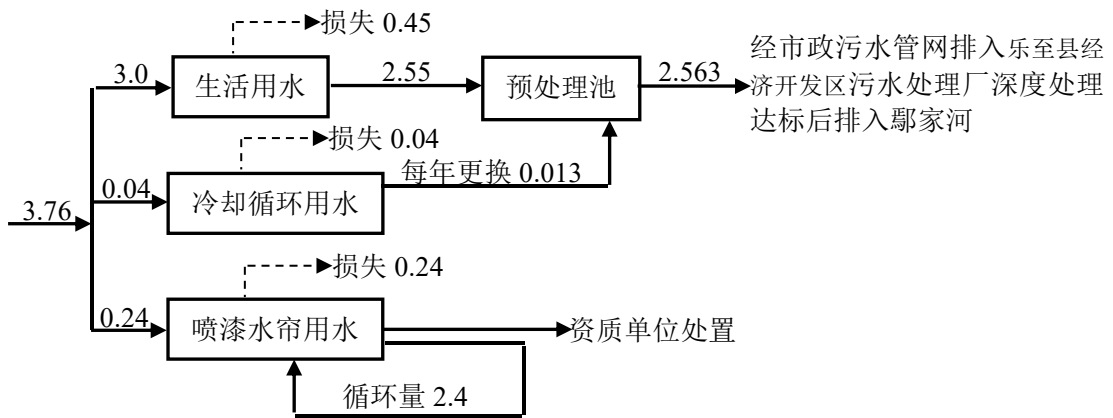 损失 0.45
3.0
生活用水
2.55
预处理池
2.563
经市政污水管网排入乐至县经
济开发区污水处理厂深度处理
达标后排入鄢家河
损失 0.04
0.04
冷却循环用水
每年更换 0.013
3.76
损失 0.24
0.24
喷漆水帘用水
资质单位处置
循环量 2.4